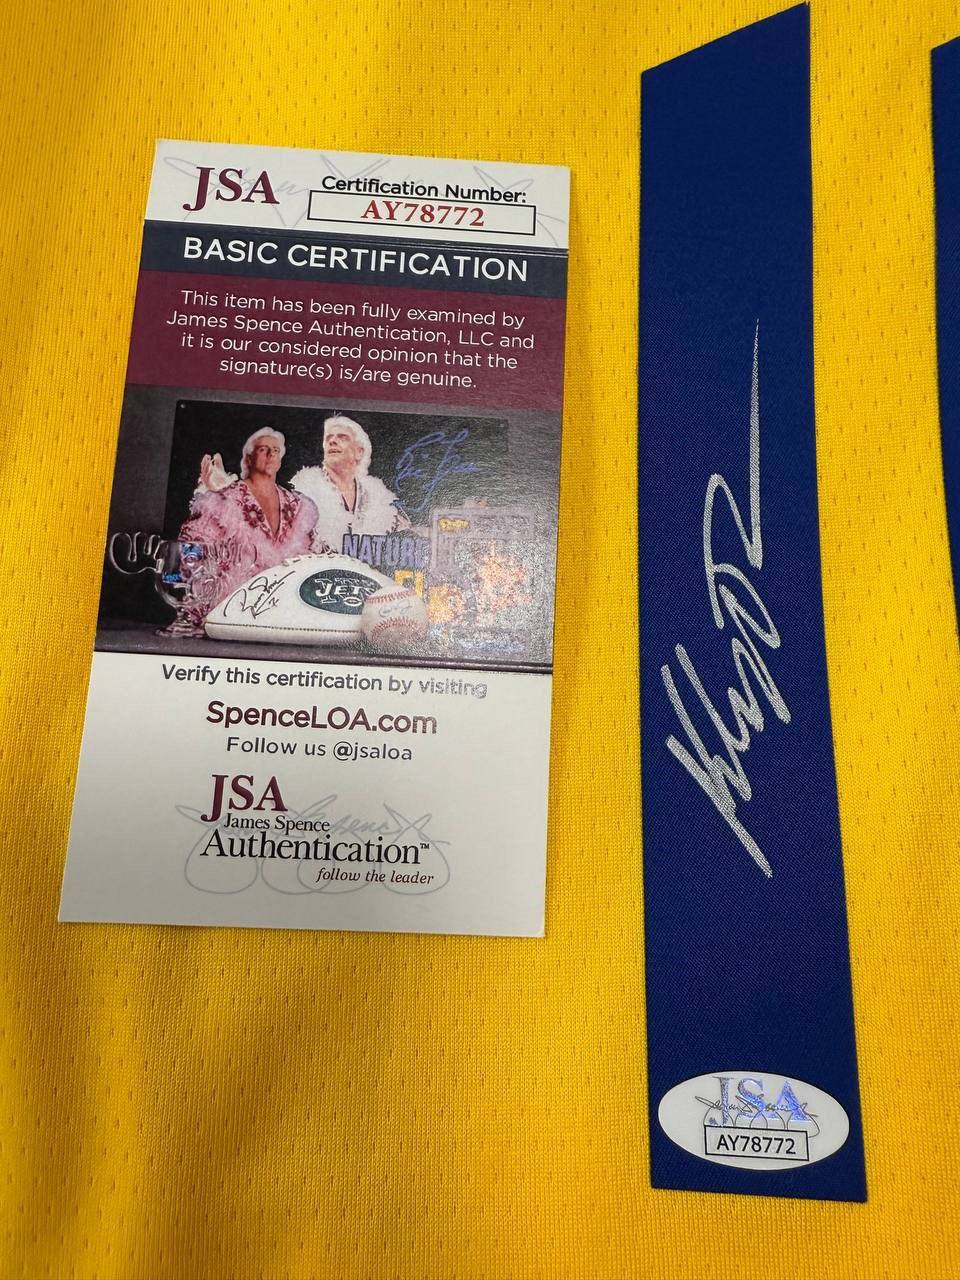 JSA
Certification Number:
AY78772
BASIC CERTIFICATION
This item has been fully examined by
James Spence Authentication, LLC and
it is our considered opinion that the
signature(s) is/are genuine.
NATURE
JETS
Verify this certification by visiting
SpenceLOA.com
Follow us @jsaloa
JSA
James Spence
Authentication™
follow the leader
JSA
AY78772